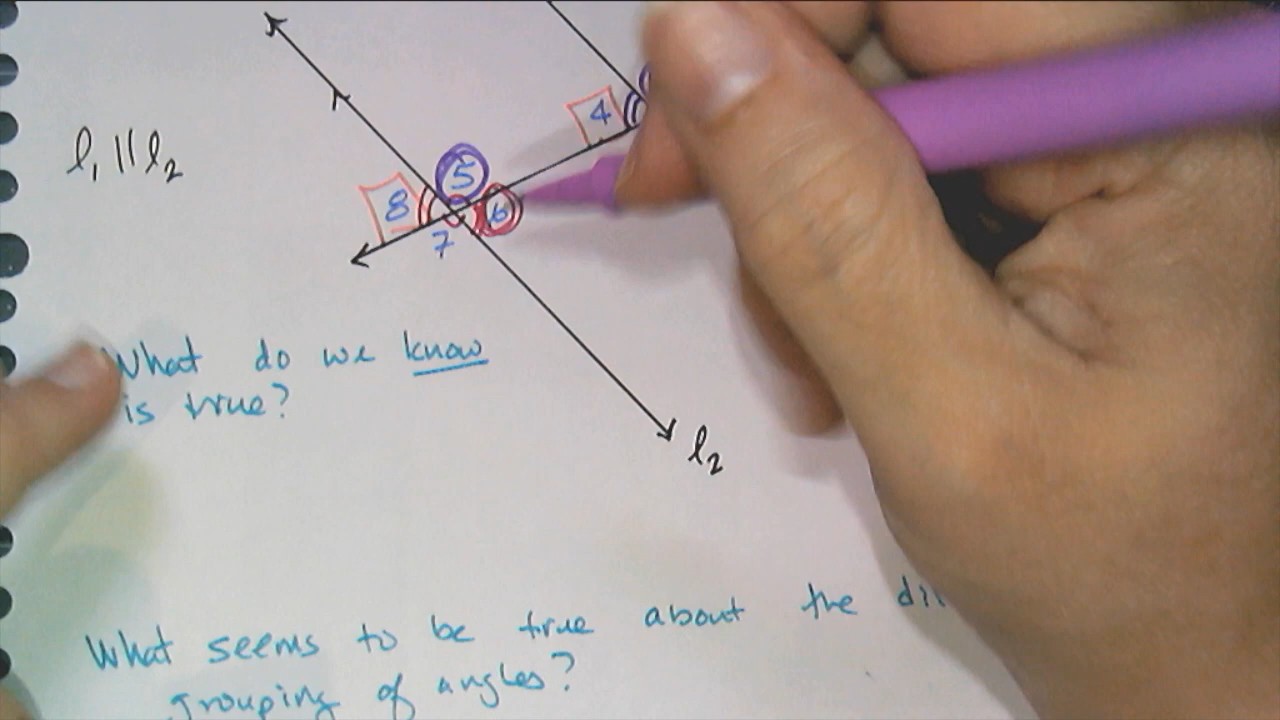 4
l₁ || l₂
5
8
6
7
What do we know
is true?
l₂
What seems to be true about the
grouping of angles?